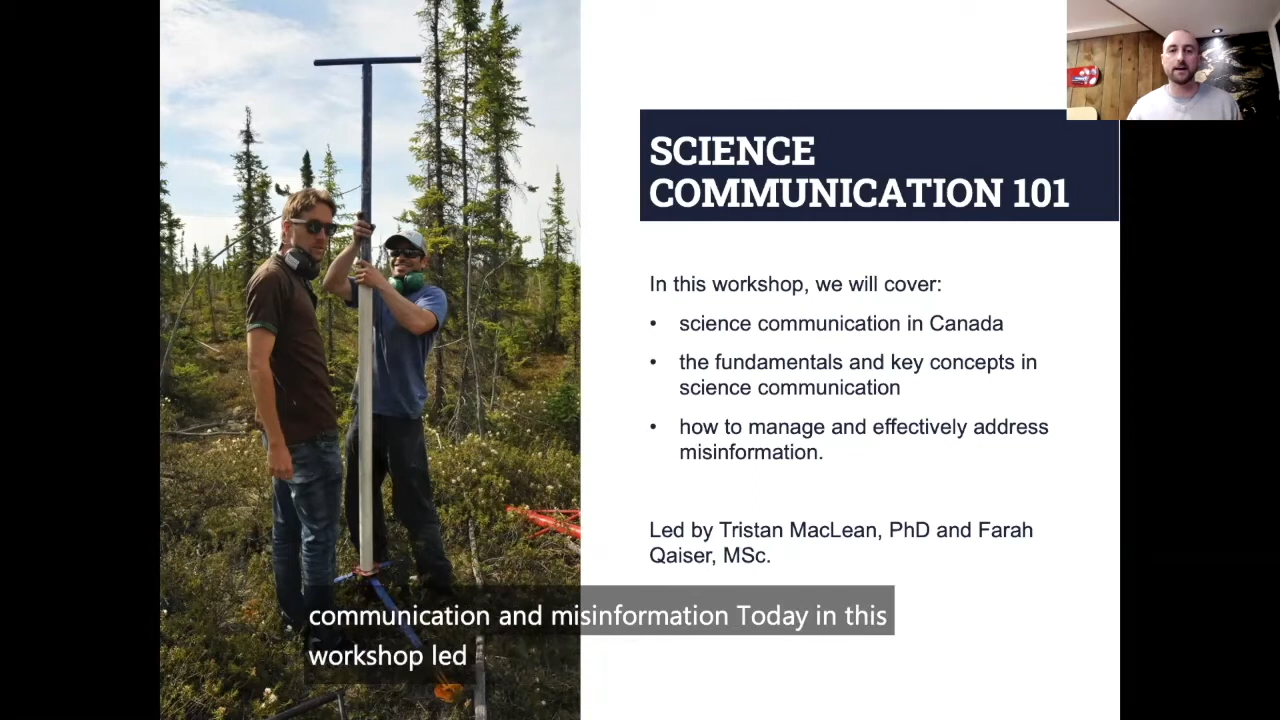 SCIENCE
COMMUNICATION 101
In this workshop, we will cover:
• science communication in Canada
• the fundamentals and key concepts in
science communication
• how to manage and effectively address
misinformation.
Led by Tristan MacLean, PhD and Farah
Qaiser, MSc.
communication and misinformation Today in this
workshop led